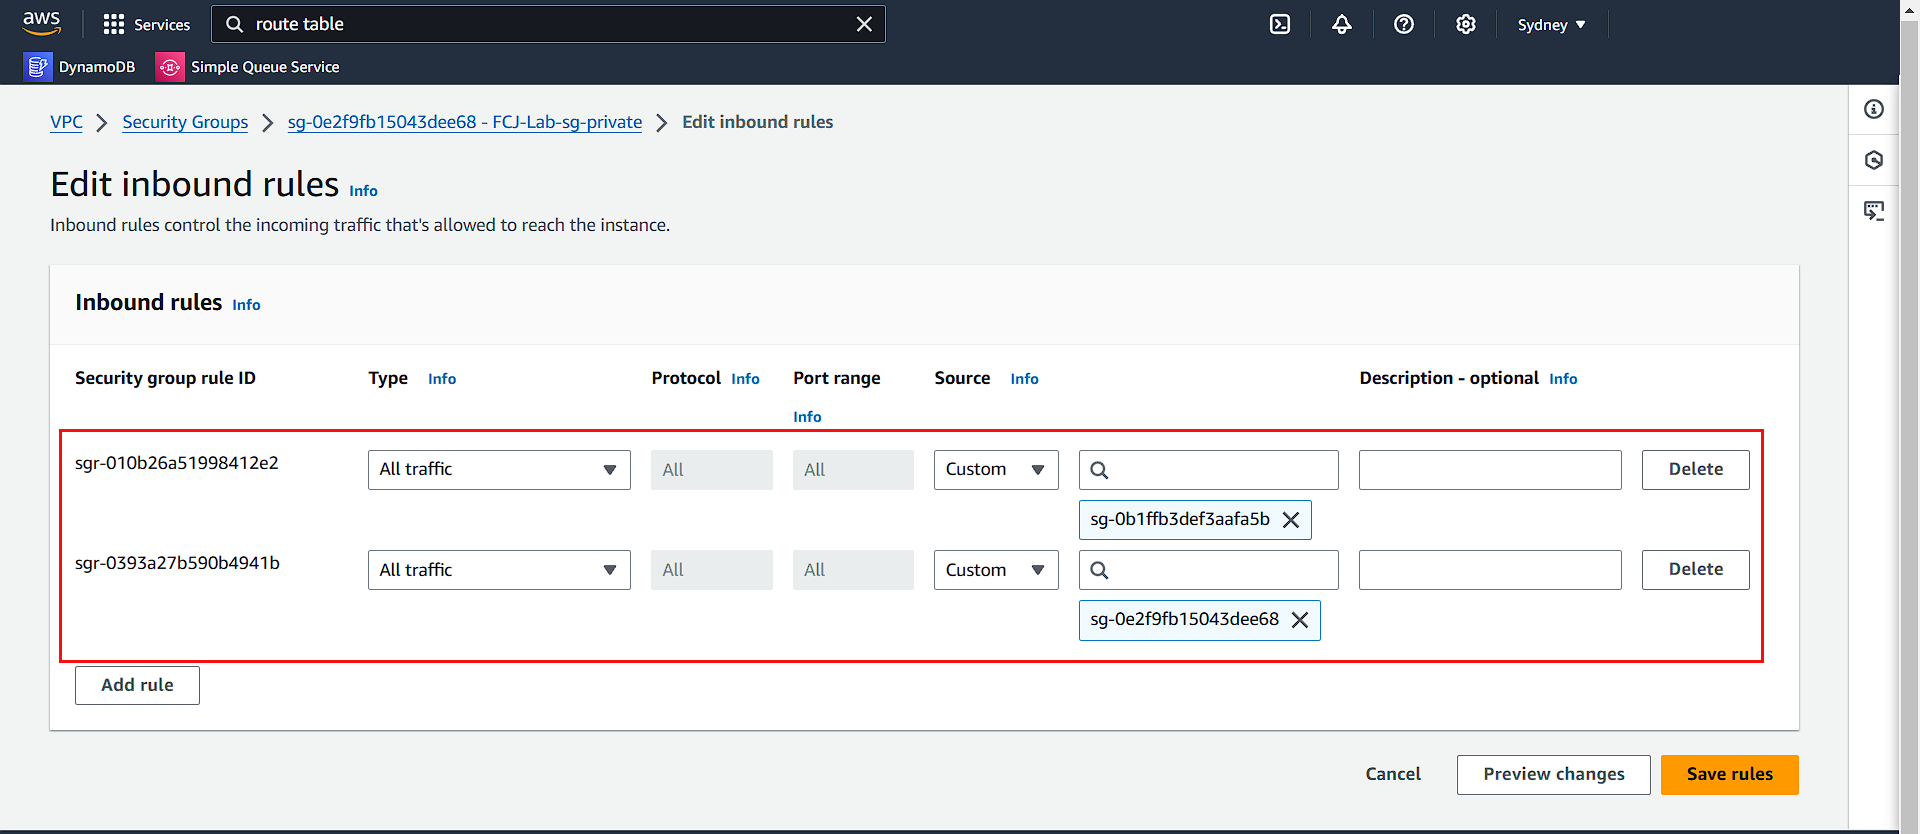 aws Services route table Sydney
DynamoDB Simple Queue Service
VPC Security Groups sg-0e2f9fb15043dee68 - FCJ-Lab-sg-private Edit inbound rules
Edit inbound rules Info
Inbound rules control the incoming traffic that's allowed to reach the instance.
Inbound rules Info
Security group rule ID Type Info Protocol Info Port range Source Info Description - optional Info
Info
sgr-010b26a51998412e2 All traffic All All Custom Delete
sg-0b1ffb3def3aafa5b
sgr-0393a27b590b4941b All traffic All All Custom Delete
sg-0e2f9fb15043dee68
Add rule
Cancel Preview changes Save rules